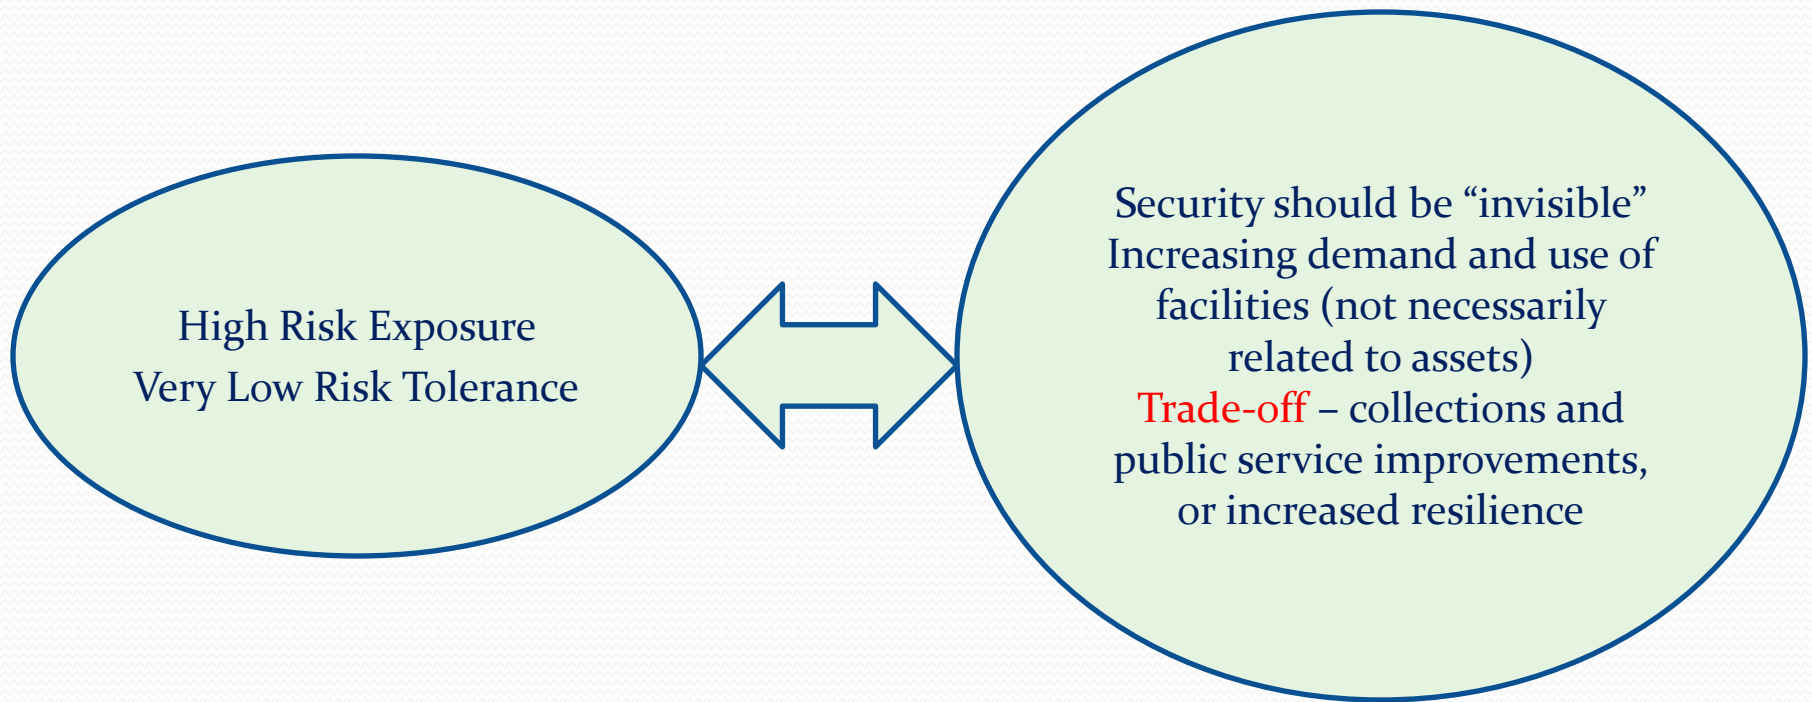 High Risk Exposure
Very Low Risk Tolerance
Security should be “invisible”
Increasing demand and use of
facilities (not necessarily
related to assets)
Trade-off – collections and
public service improvements,
or increased resilience